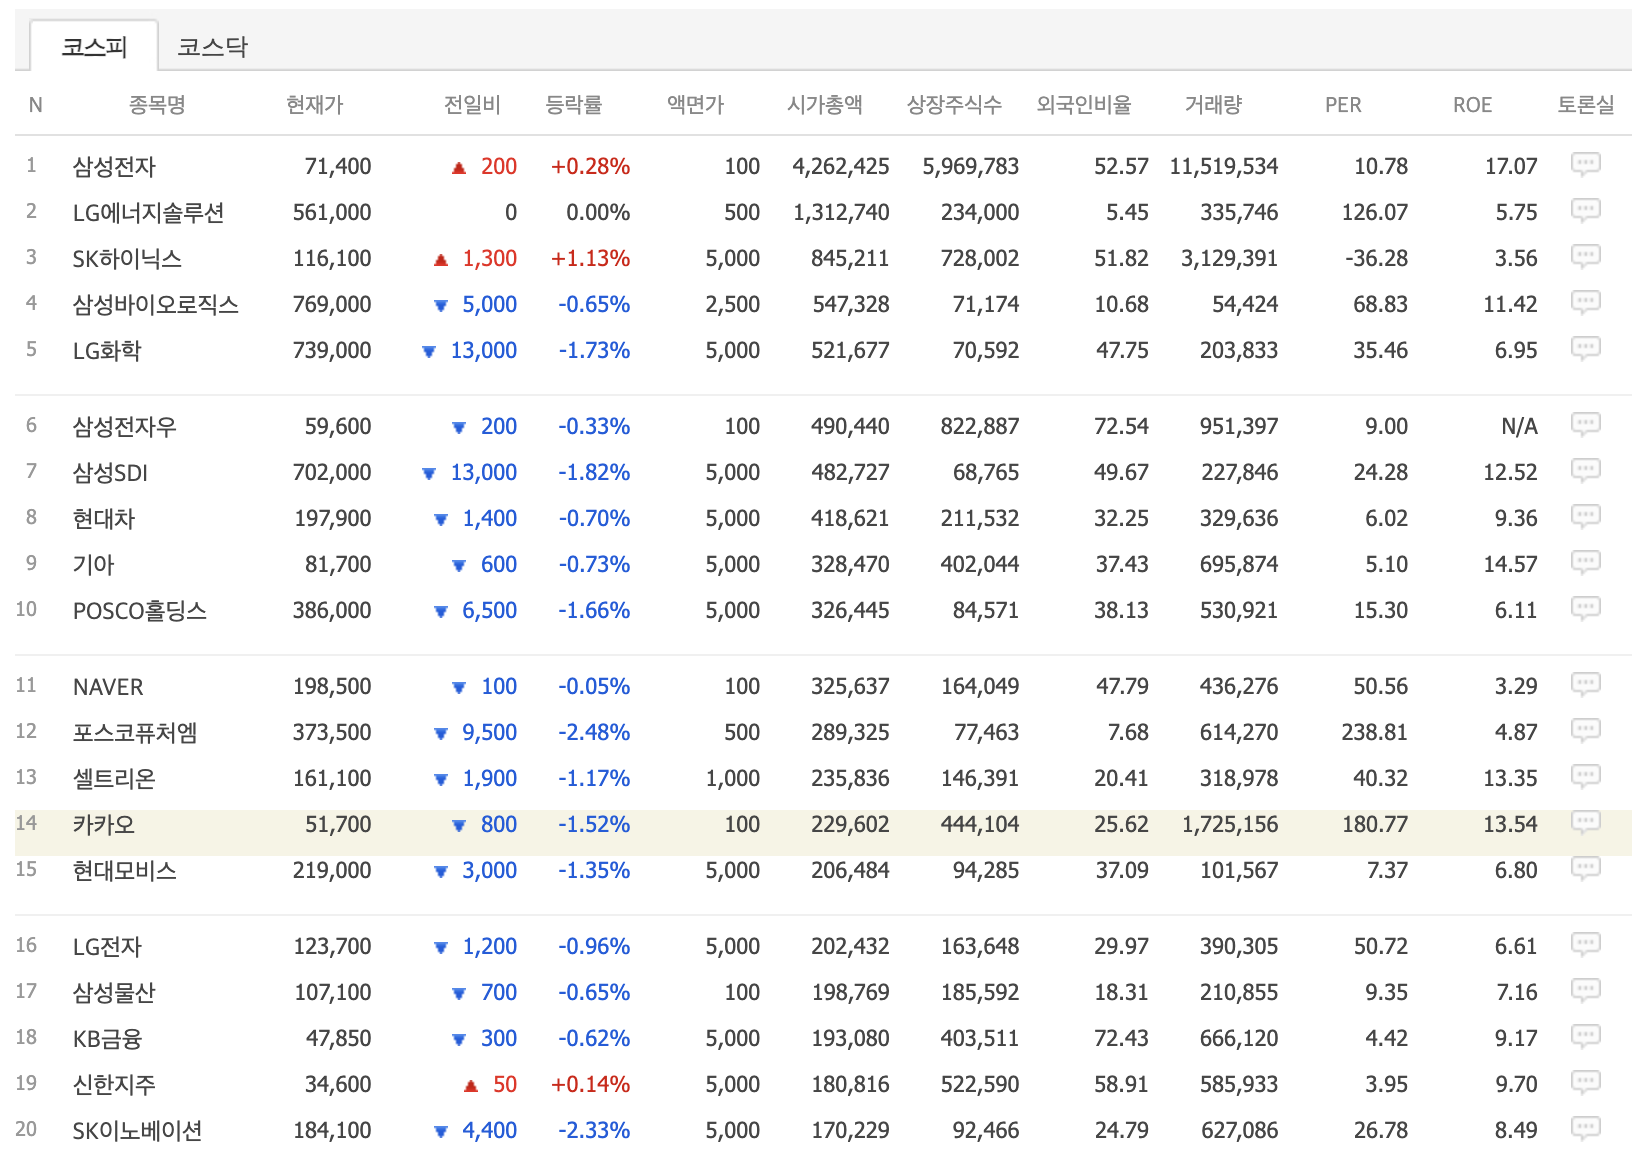 코스피 코스닥
N 종목명 현재가 전일비 등락률 액면가 시가총액 상장주식수 외국인비율 거래량 PER ROE 토론실
1 삼성전자 71,400 ▲ 200 +0.28% 100 4,262,425 5,969,783 52.57 11,519,534 10.78 17.07
2 LG에너지솔루션 561,000 0 0.00% 500 1,312,740 234,000 5.45 335,746 126.07 5.75
3 SK하이닉스 116,100 ▲ 1,300 +1.13% 5,000 845,211 728,002 51.82 3,129,391 -36.28 3.56
4 삼성바이오로직스 769,000 ▼ 5,000 -0.65% 2,500 547,328 71,174 10.68 54,424 68.83 11.42
5 LG화학 739,000 ▼ 13,000 -1.73% 5,000 521,677 70,592 47.75 203,833 35.46 6.95
6 삼성전자우 59,600 ▼ 200 -0.33% 100 490,440 822,887 72.54 951,397 9.00 N/A
7 삼성SDI 702,000 ▼ 13,000 -1.82% 5,000 482,727 68,765 49.67 227,846 24.28 12.52
8 현대차 197,900 ▼ 1,400 -0.70% 5,000 418,621 211,532 32.25 329,636 6.02 9.36
9 기아 81,700 ▼ 600 -0.73% 5,000 328,470 402,044 37.43 695,874 5.10 14.57
10 POSCO홀딩스 386,000 ▼ 6,500 -1.66% 5,000 326,445 84,571 38.13 530,921 15.30 6.11
11 NAVER 198,500 ▼ 100 -0.05% 100 325,637 164,049 47.79 436,276 50.56 3.29
12 포스코퓨처엠 373,500 ▼ 9,500 -2.48% 500 289,325 77,463 7.68 614,270 238.81 4.87
13 셀트리온 161,100 ▼ 1,900 -1.17% 1,000 235,836 146,391 20.41 318,978 40.32 13.35
14 카카오 51,700 ▼ 800 -1.52% 100 229,602 444,104 25.62 1,725,156 180.77 13.54
15 현대모비스 219,000 ▼ 3,000 -1.35% 5,000 206,484 94,285 37.09 101,567 7.37 6.80
16 LG전자 123,700 ▼ 1,200 -0.96% 5,000 202,432 163,648 29.97 390,305 50.72 6.61
17 삼성물산 107,100 ▼ 700 -0.65% 100 198,769 185,592 18.31 210,855 9.35 7.16
18 KB금융 47,850 ▼ 300 -0.62% 5,000 193,080 403,511 72.43 666,120 4.42 9.17
19 신한지주 34,600 ▲ 50 +0.14% 5,000 180,816 522,590 58.91 585,933 3.95 9.70
20 SK이노베이션 184,100 ▼ 4,400 -2.33% 5,000 170,229 92,466 24.79 627,086 26.78 8.49